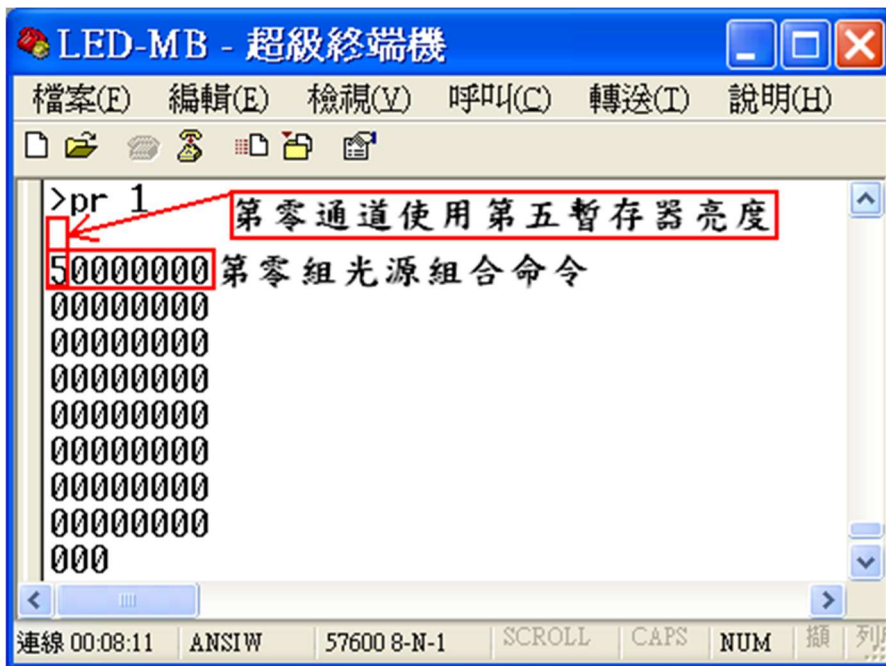 LED-MB - 超級終端機
檔案(F) 編輯(E) 檢視(V) 呼叫(C) 轉送(T) 說明(H)
>pr 1
第零通道使用第五暫存器亮度
50000000 第零組光源組合命令
00000000
00000000
00000000
00000000
00000000
00000000
00000000
000
連線 00:08:11 ANSIW 57600 8-N-1 SCROLL CAPS NUM 擷